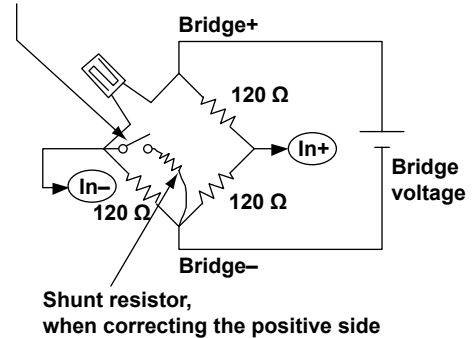 Bridge+
120 Ω
In+
In–
Bridge
voltage
120 Ω
120 Ω
Bridge–
Shunt resistor,
when correcting the positive side